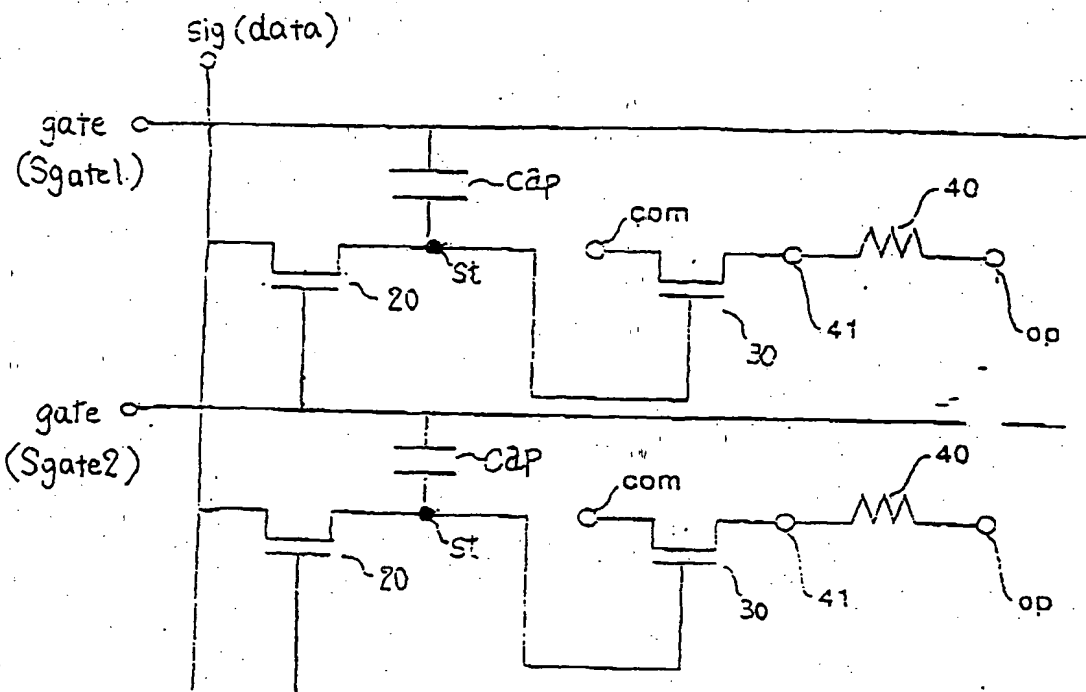 sig (data)
gate
(Sgate1.)
cap
com
40
st
20
30
41
op
gate
(Sgate2)
cap
com
40
st
20
30
41
op